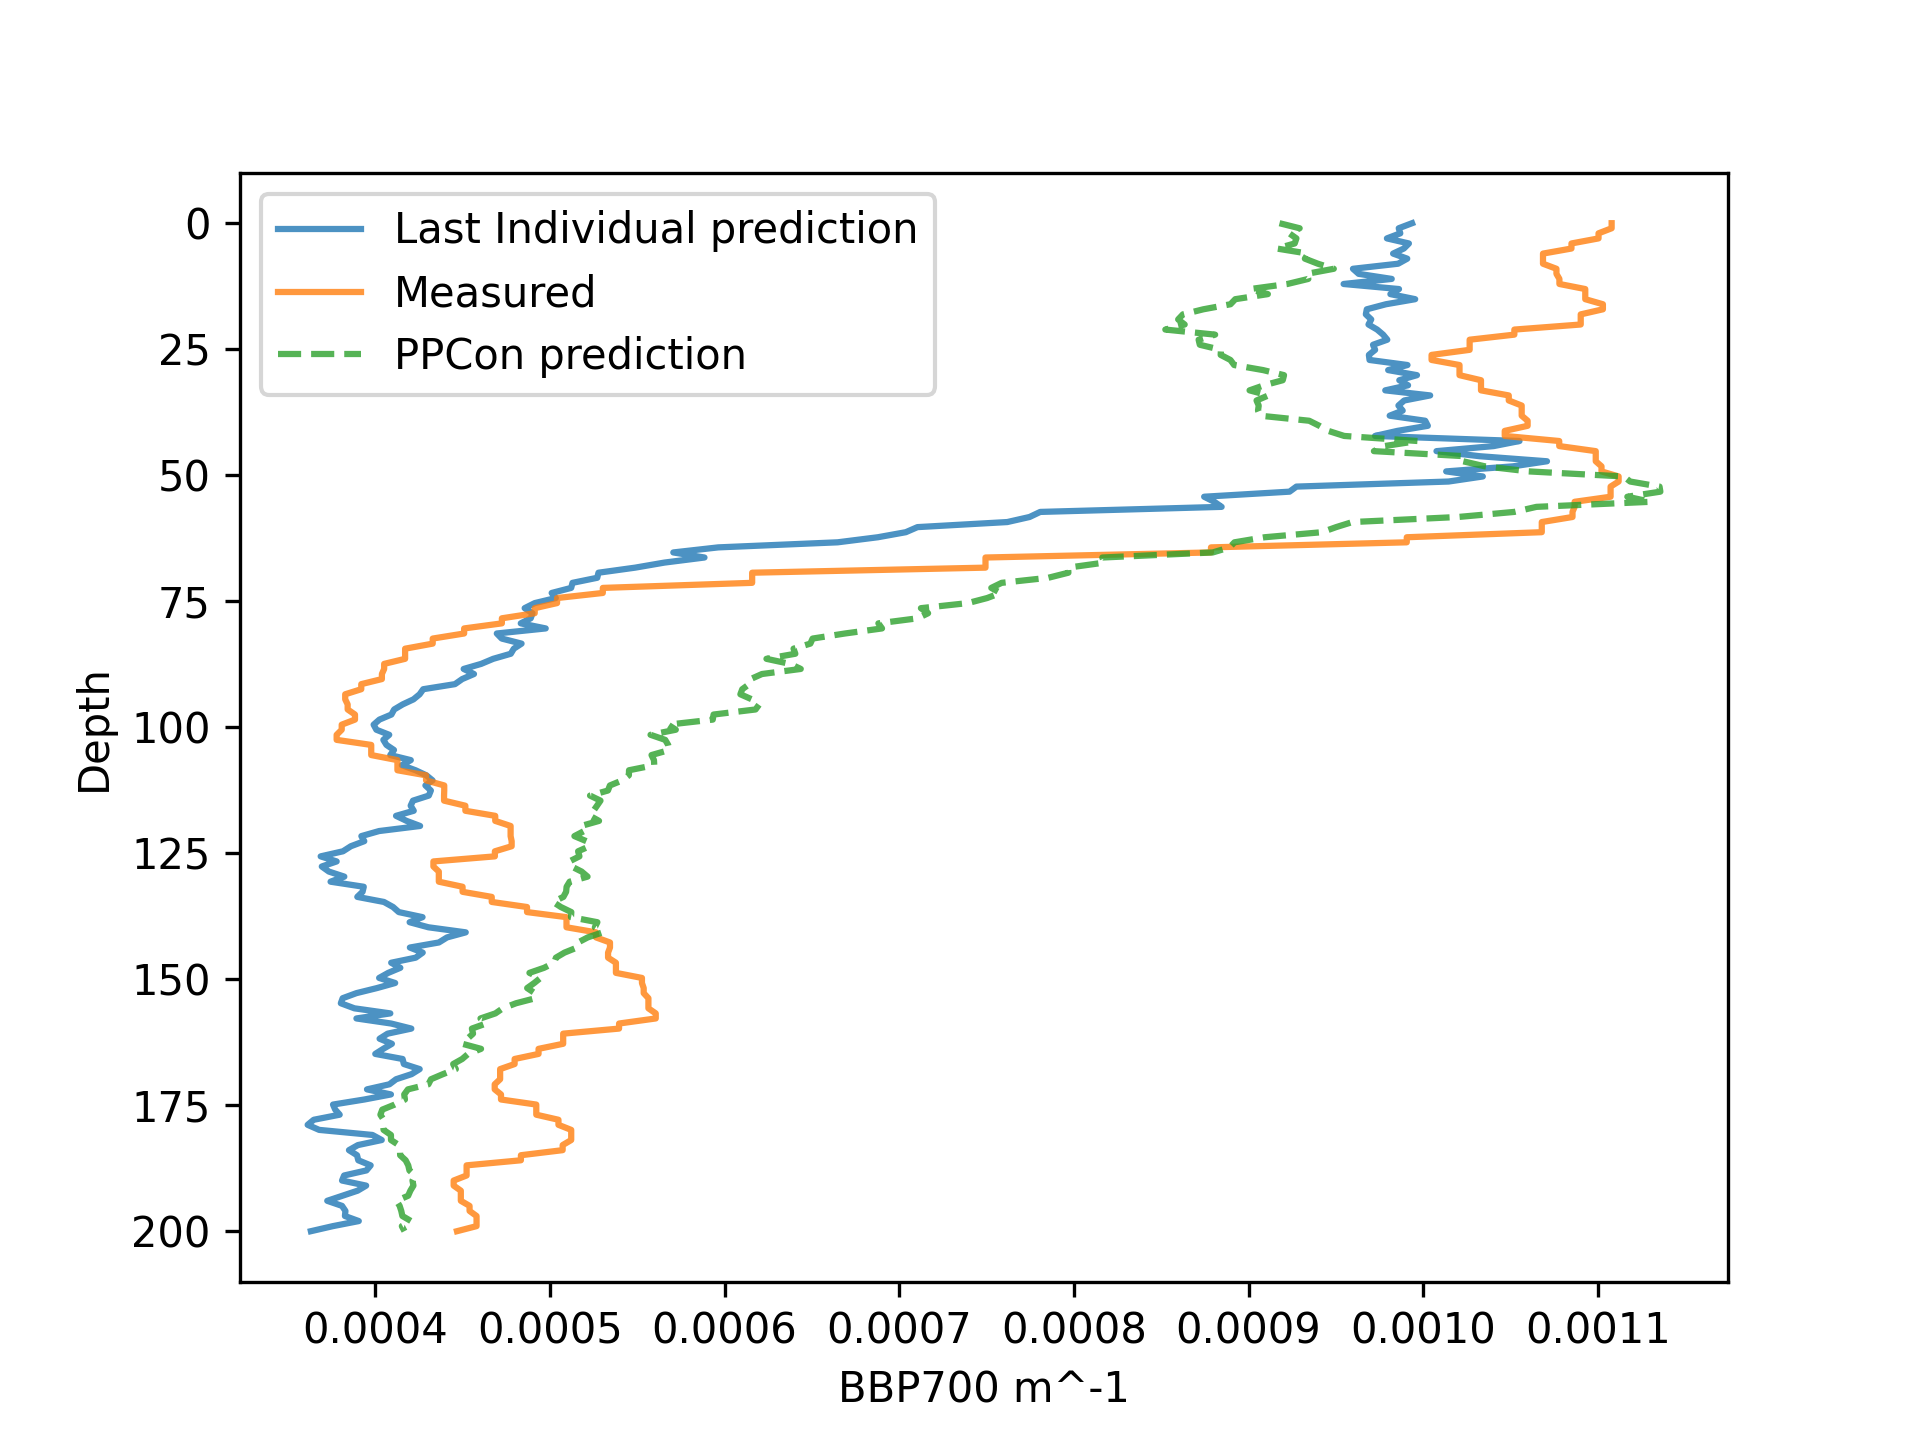 Last Individual prediction
Measured
PPCon prediction
0
25
50
75
100
125
150
175
200
Depth
0.0004 0.0005 0.0006 0.0007 0.0008 0.0009 0.0010 0.0011
BBP700 m^-1